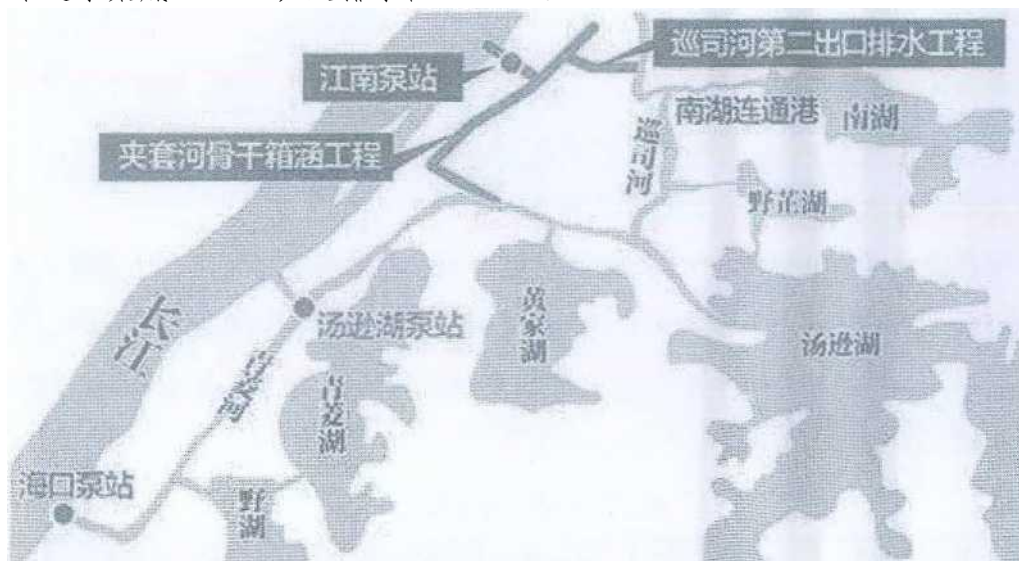 巡司河第二出口排水工程
江南泵站
南湖连通港
南湖
夹套河骨干箱涵工程
巡司河
野芷湖
长江
汤逊湖泵站
黄家湖
汤逊湖
青菱河
青菱湖
海口泵站
野湖